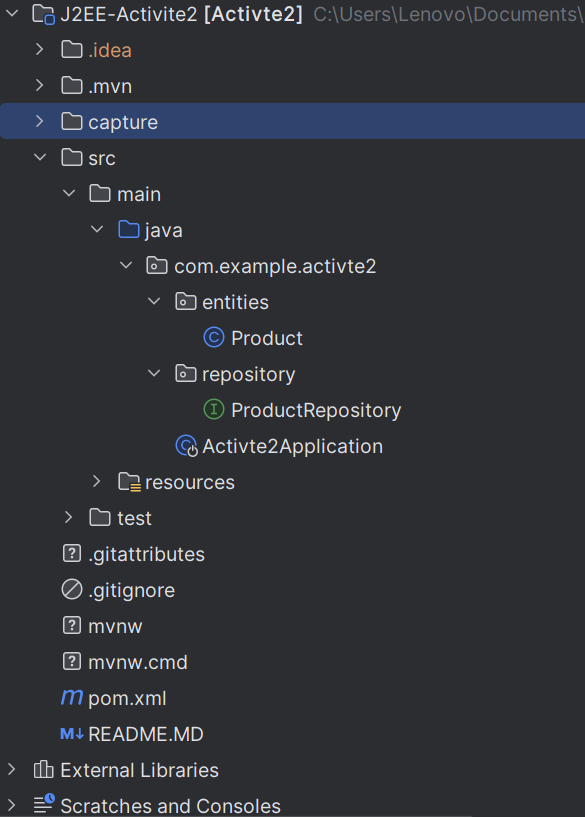 J2EE-Activite2 [Activte2] C:\Users\Lenovo\Documents\
.idea
.mvn
capture
src
main
java
com.example.activte2
entities
C Product
repository
I ProductRepository
C Activte2Application
resources
test
? .gitattributes
.gitignore
? mvnw
? mvnw.cmd
m pom.xml
M↓ README.MD
External Libraries
Scratches and Consoles